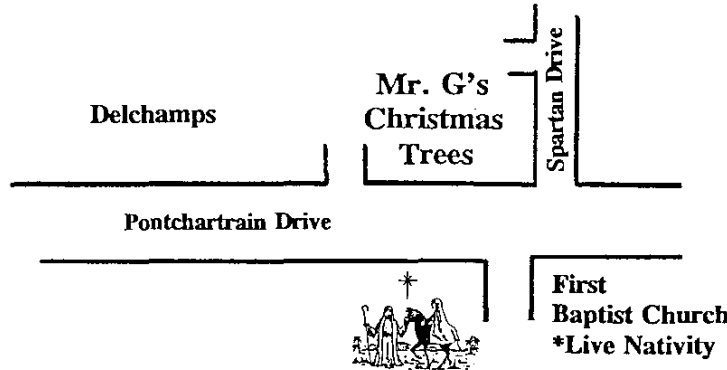 Delchamps
Mr. G's
Christmas
Trees
Spartan Drive
Pontchartrain Drive
First
Baptist Church
*Live Nativity